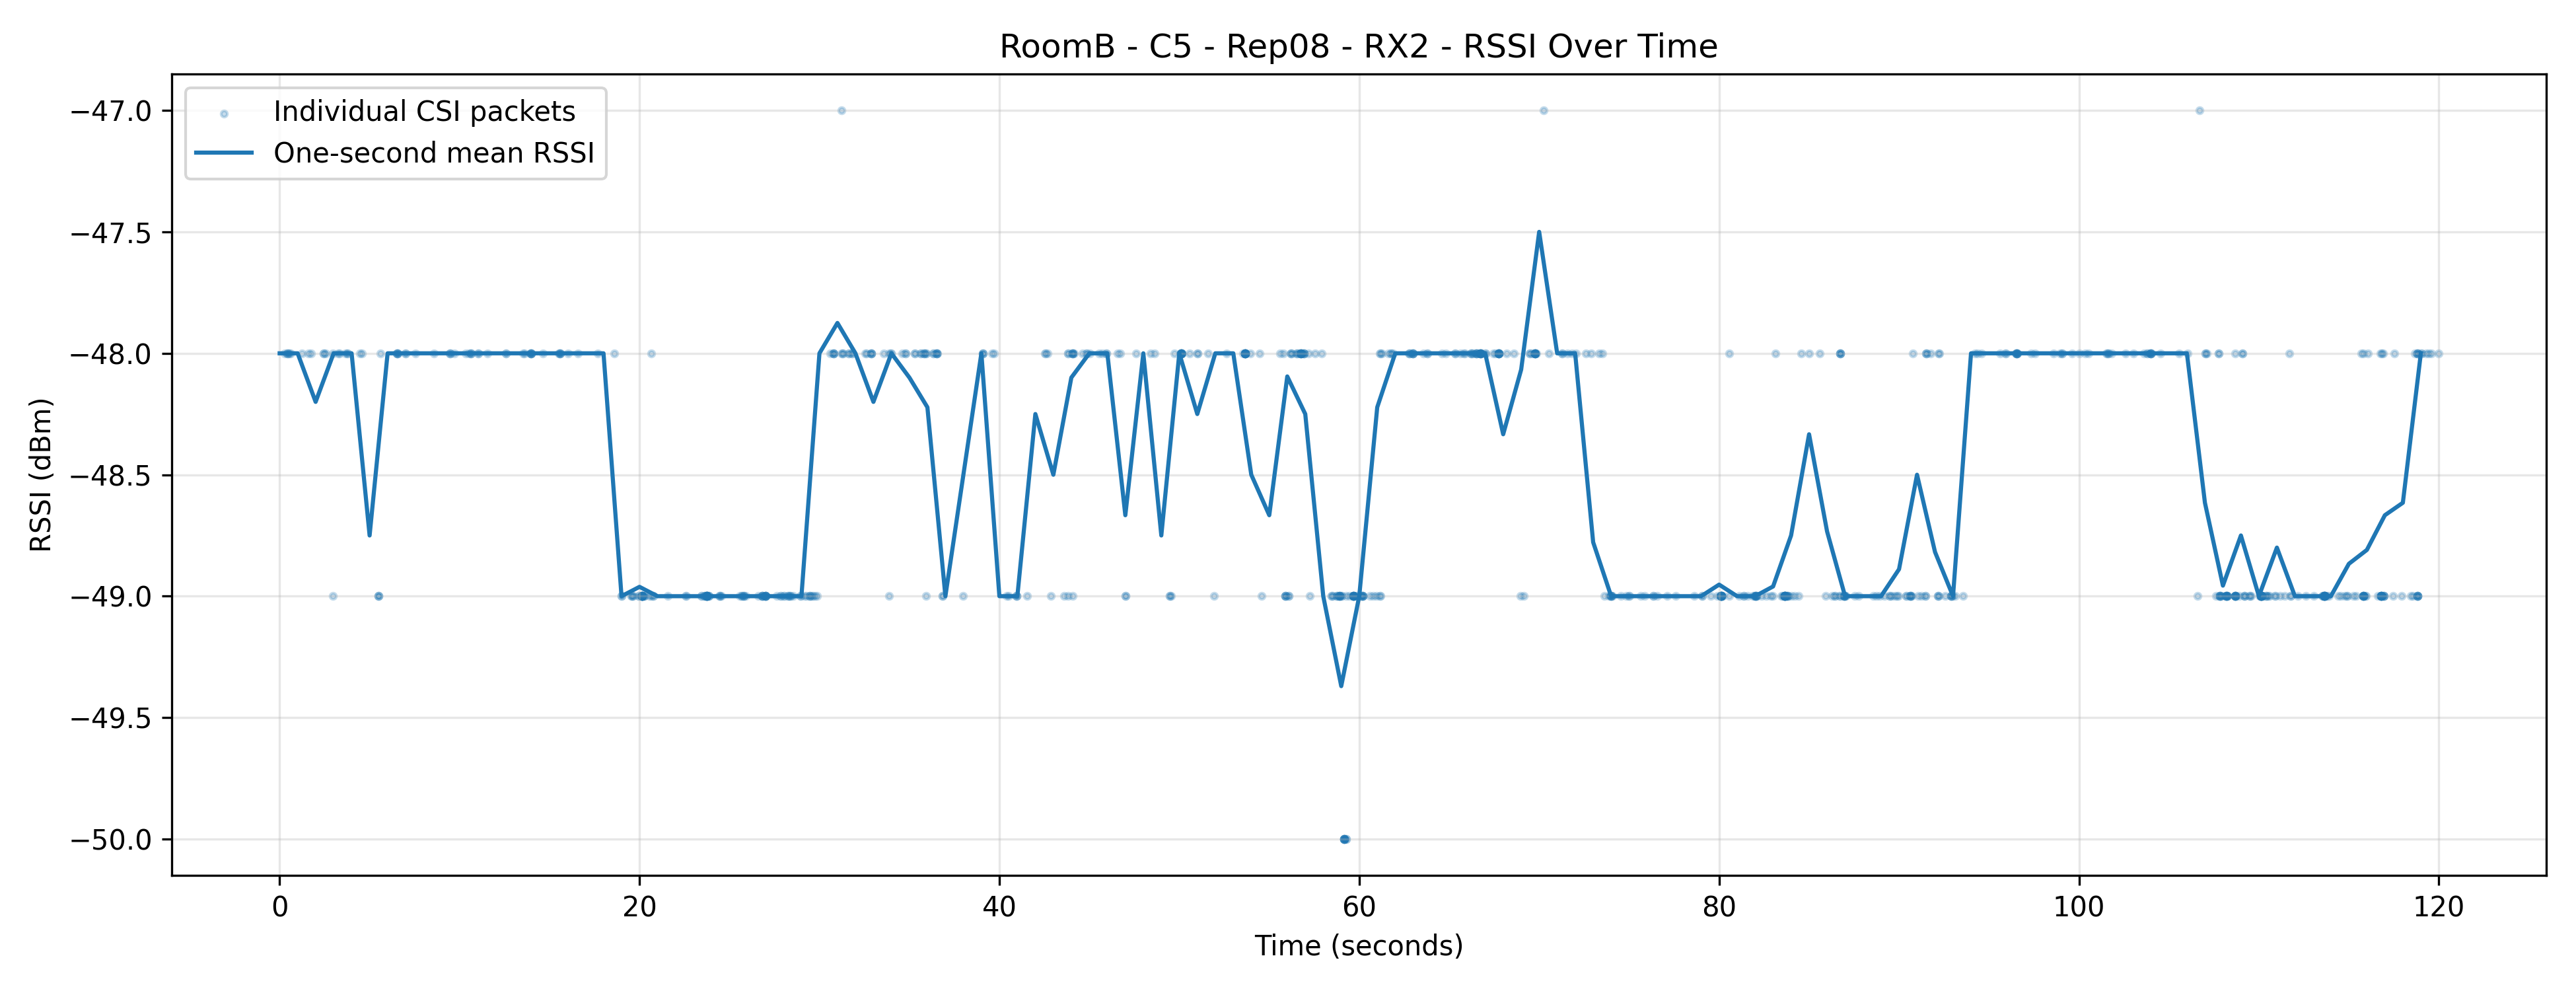 RoomB - C5 - Rep08 - RX2 - RSSI Over Time
Individual CSI packets
One-second mean RSSI
RSSI (dBm)
−47.0
−47.5
−48.0
−48.5
−49.0
−49.5
−50.0
0 20 40 60 80 100 120
Time (seconds)